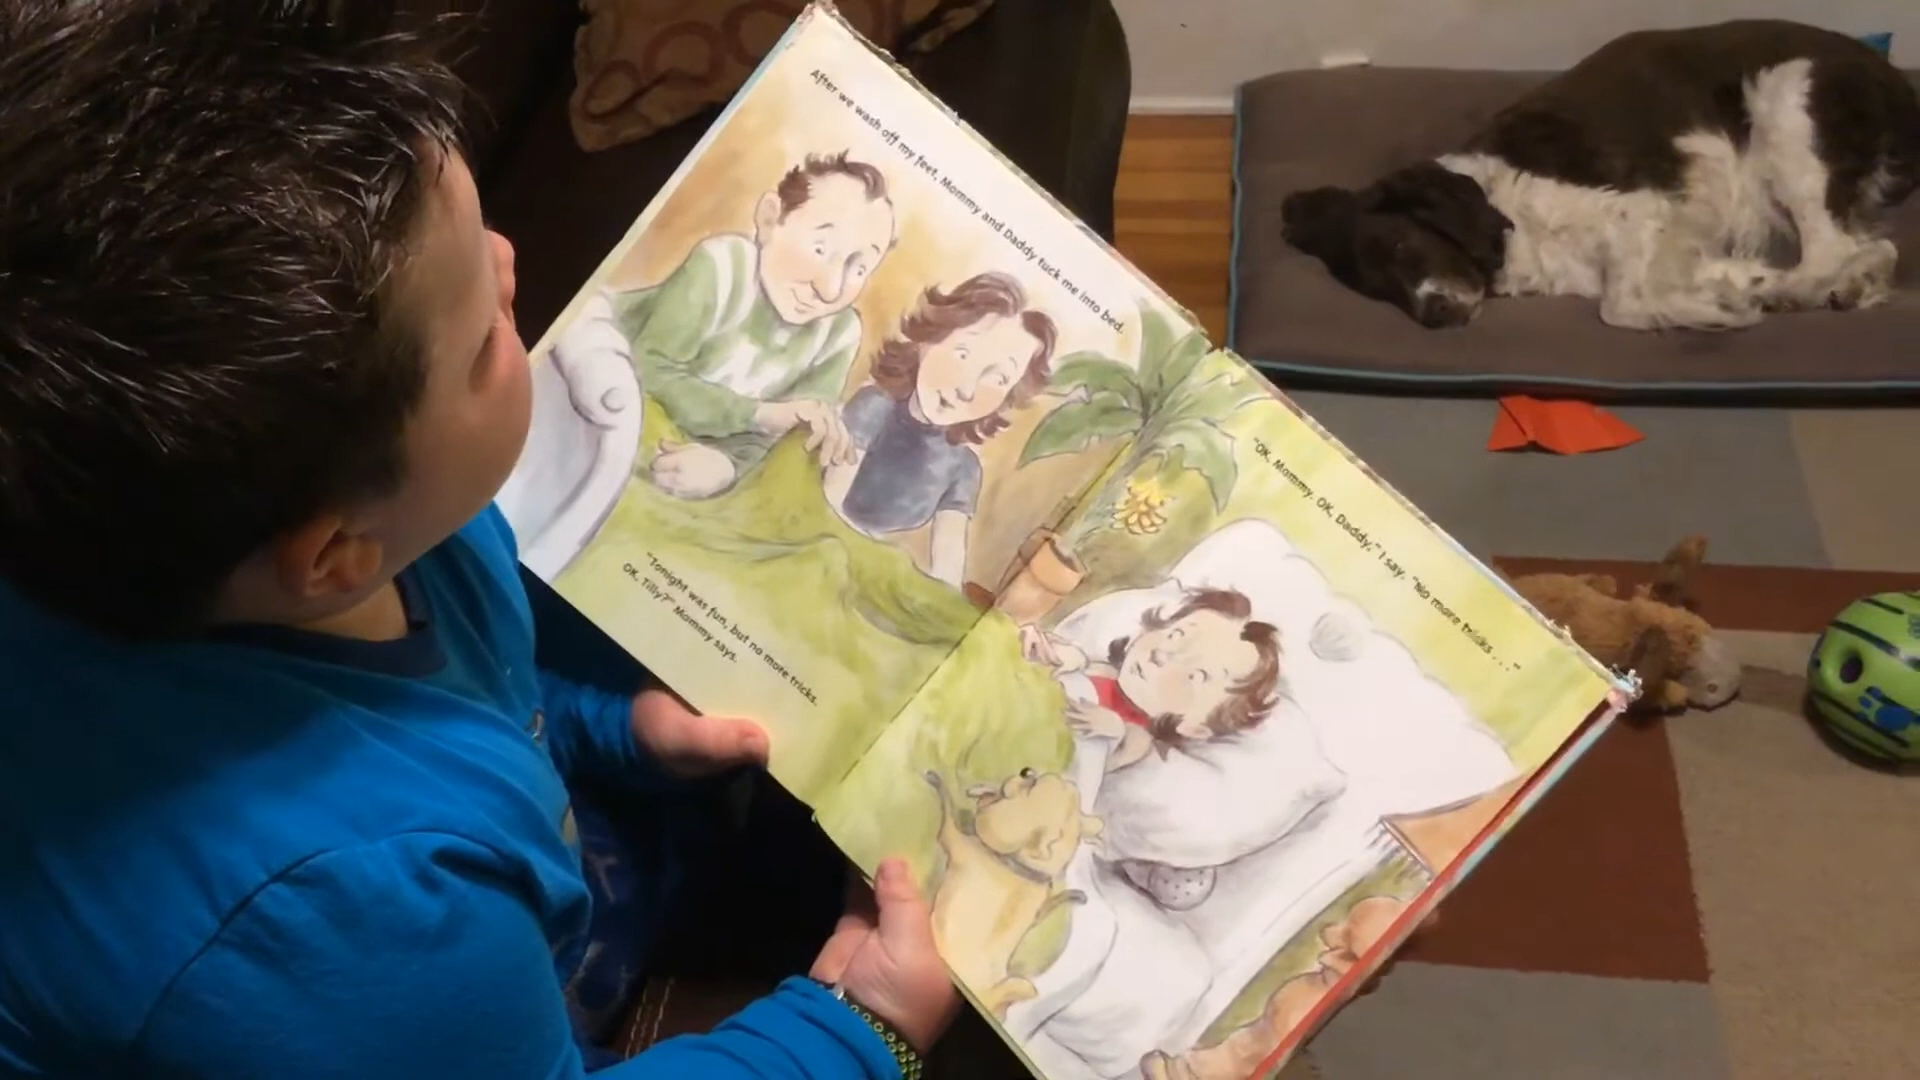 After we wash off my feet, Mommy and Daddy tuck me into bed.
"Tonight was fun, but no more tricks.
OK, Tilly?" Mommy says.
"OK, Mommy. OK, Daddy," I say. "No more tricks . . ."